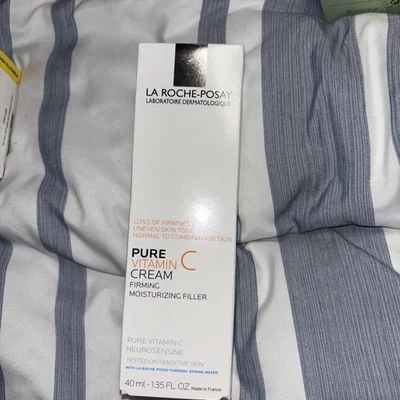 LA ROCHE-POSAY
LABORATOIRE DERMATOLOGIQUE
LOSS OF FIRMNESS
UNEVEN SKIN TONE
NORMAL TO COMBINATION SKIN
PURE
VITAMIN C
CREAM
FIRMING
MOISTURIZING FILLER
PURE VITAMIN C
NEUROSENSINE
TESTED ON SENSITIVE SKIN
WITH LA ROCHE-POSAY THERMAL SPRING WATER
40 ml - 1.35 FL. OZ. Made in France